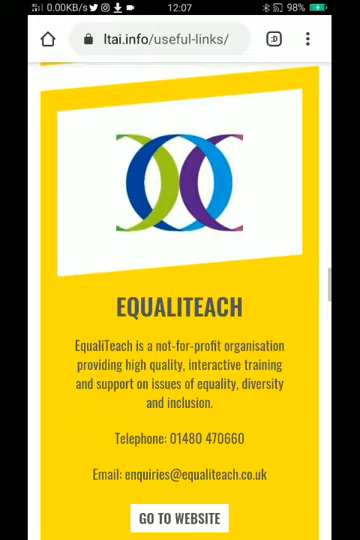 0.00KB/s
12:07
98%
ltai.info/useful-links/
:D
EQUALITEACH
EqualiTeach is a not-for-profit organisation
providing high quality, interactive training
and support on issues of equality, diversity
and inclusion.
Telephone: 01480 470660
Email: enquiries@equaliteach.co.uk
GO TO WEBSITE